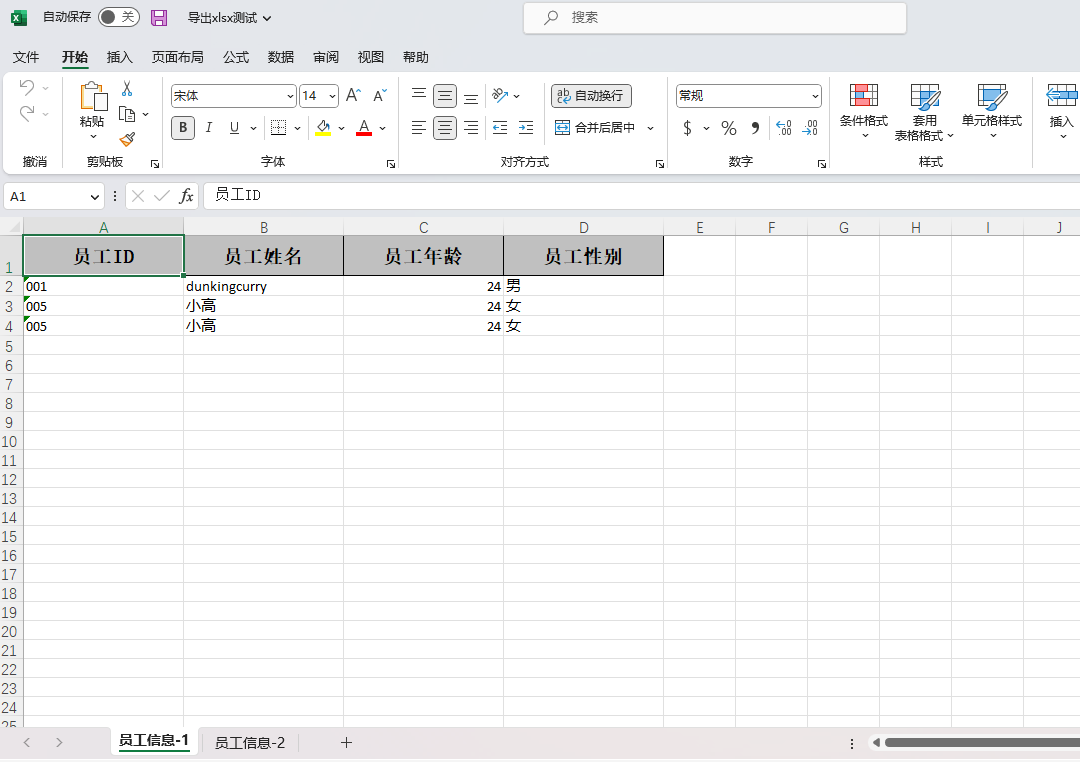 自动保存 关 导出xlsx测试 搜索
文件 开始 插入 页面布局 公式 数据 审阅 视图 帮助
宋体 14 A A ab 自动换行 常规
粘贴 B I U A 合并后居中 $ % 条件格式 套用 表格格式 单元格样式 插入
撤消 剪贴板 字体 对齐方式 数字 样式
A1 fx 员工ID
A B C D E F G H I J
1 员工ID 员工姓名 员工年龄 员工性别
2 001 dunkingcurry 24 男
3 005 小高 24 女
4 005 小高 24 女
5
6
7
8
9
10
11
12
13
14
15
16
17
18
19
20
21
22
23
24
25
员工信息-1 员工信息-2